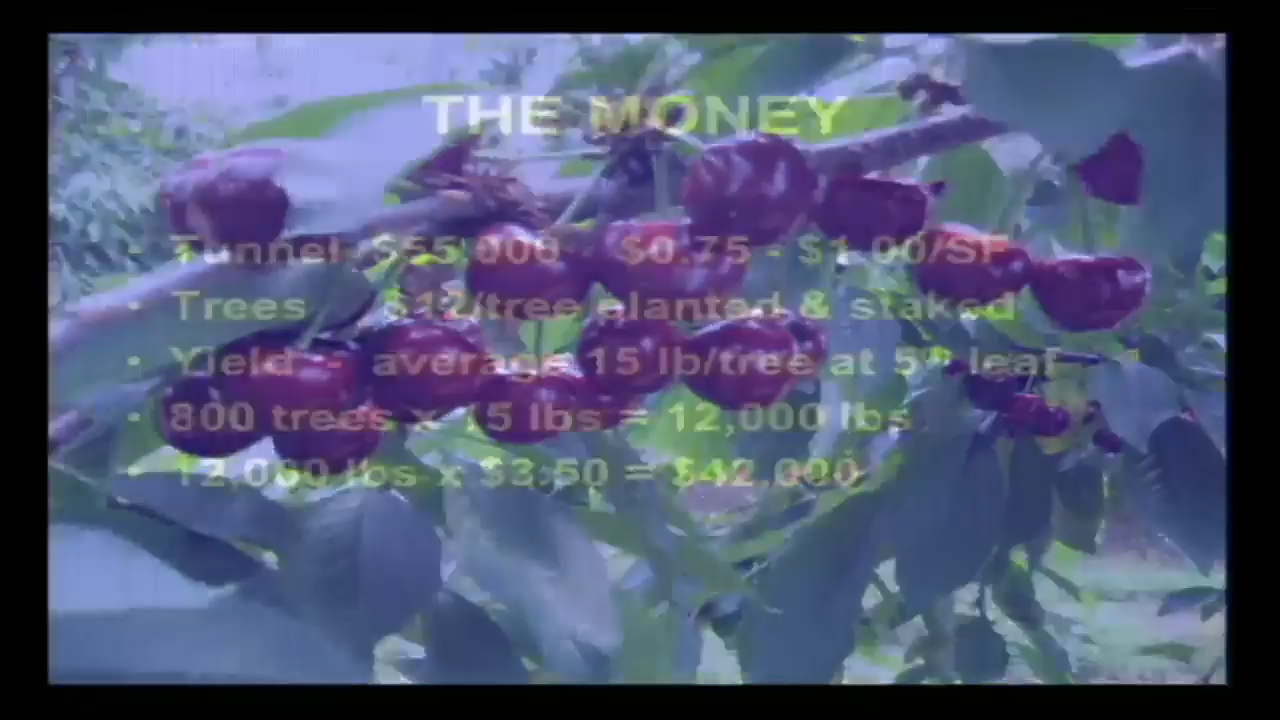 THE MONEY
• Tunnel $55,000 - $0.75 - $1.00/SF
• Trees $12/tree planted & staked
• Yield - average 15 lb/tree at 5th leaf
• 800 trees x 15 lbs = 12,000 lbs
• 12,000 lbs x $3.50 = $42,000